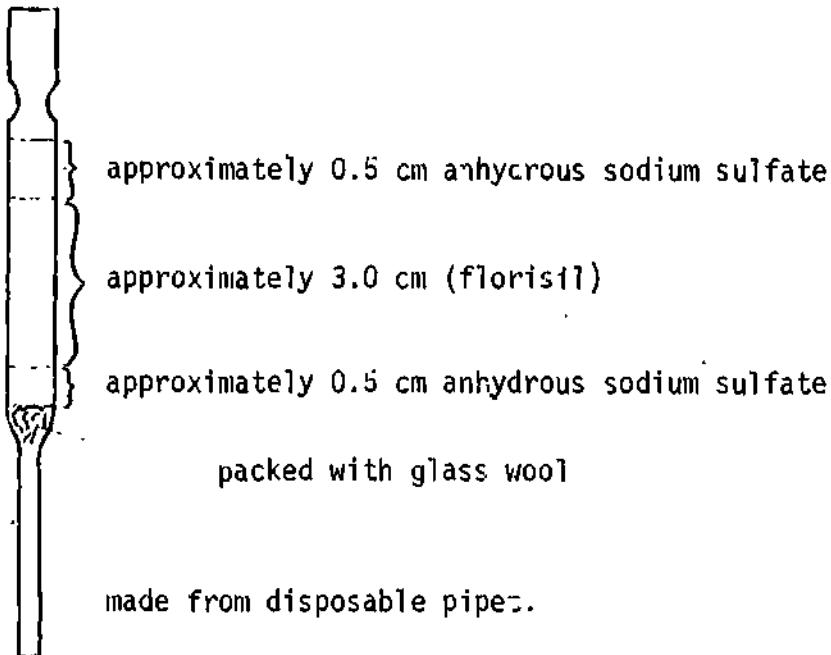 approximately 0.5 cm anhydrous sodium sulfate
approximately 3.0 cm (florisil)
approximately 0.5 cm anhydrous sodium sulfate
packed with glass wool
made from disposable pipet.